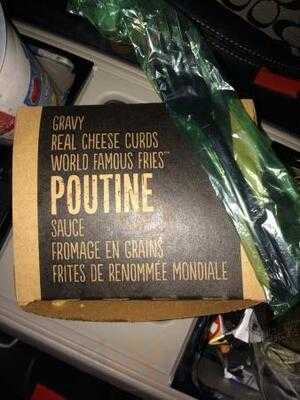 GRAVY
REAL CHEESE CURDS
WORLD FAMOUS FRIES™
POUTINE
SAUCE
FROMAGE EN GRAINS
FRITES DE RENOMMÉE MONDIALE